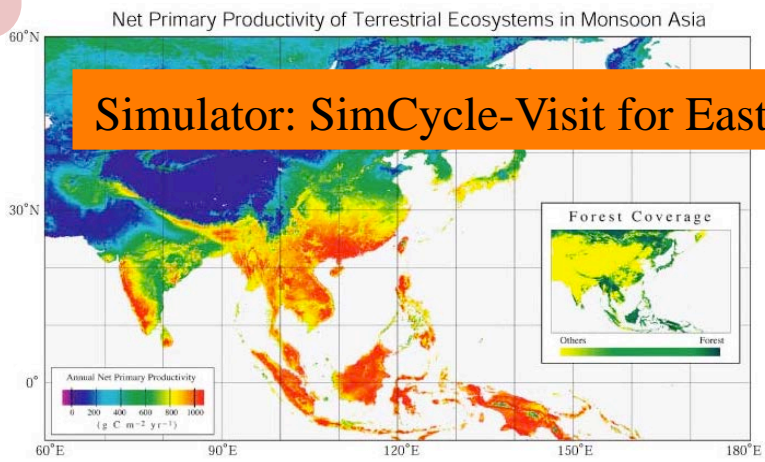 Net Primary Productivity of Terrestrial Ecosystems in Monsoon Asia
60°N
Simulator: SimCycle-Visit for East
30°N
Forest Coverage
Others Forest
Annual Net Primary Productivity
0 200 400 600 800 1000
(g C m⁻² yr⁻¹)
0°
60°E 90°E 120°E 150°E 180°E